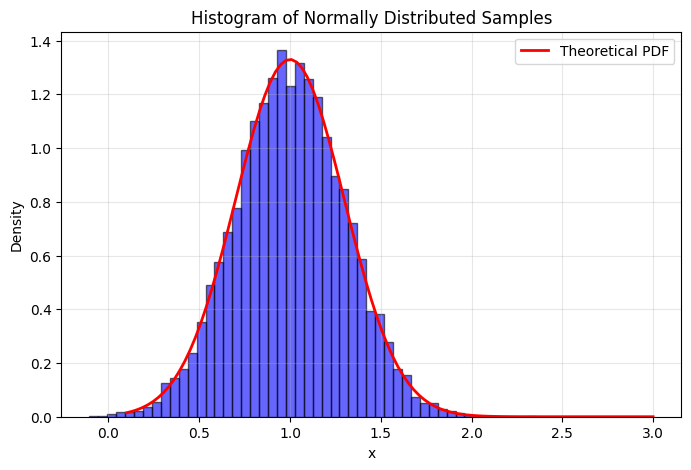 Histogram of Normally Distributed Samples
Theoretical PDF
Density
1.4
1.2
1.0
0.8
0.6
0.4
0.2
0.0
0.0 0.5 1.0 1.5 2.0 2.5 3.0
x